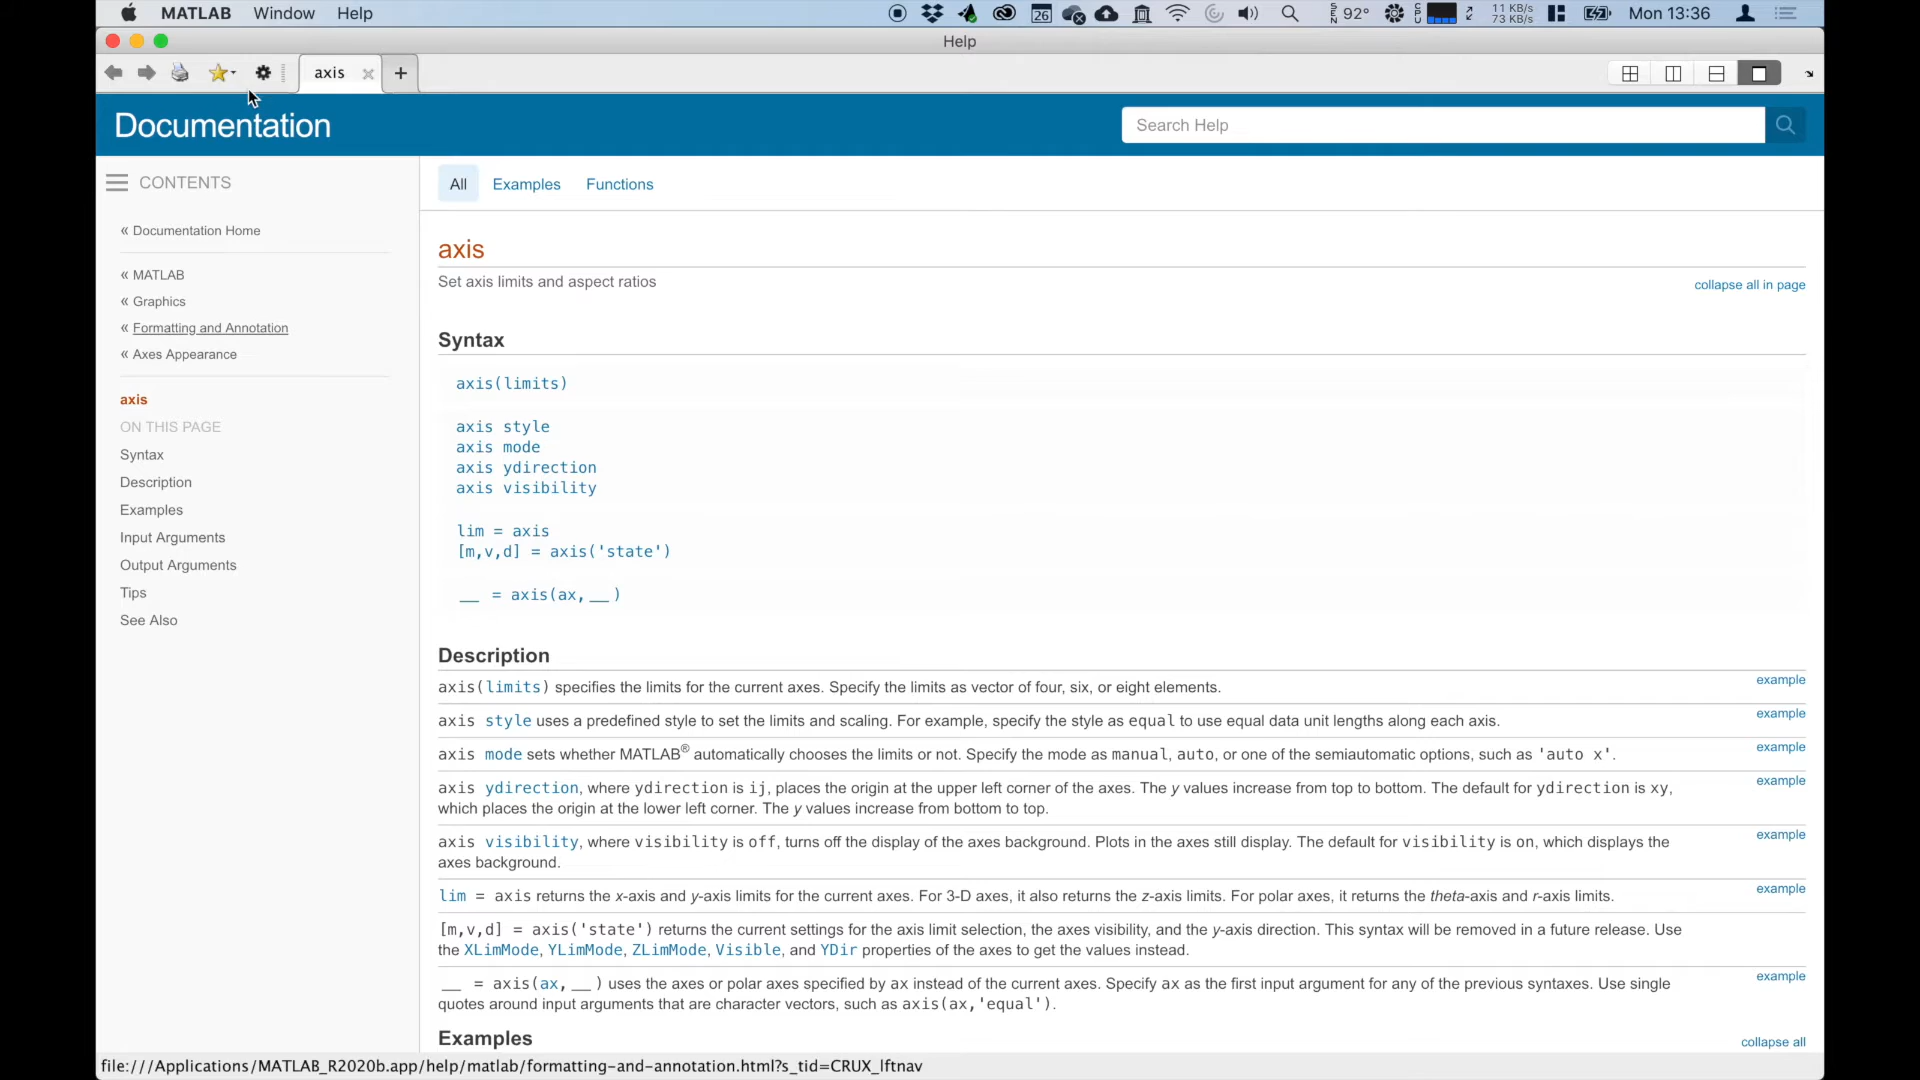 MATLAB Window Help
26
SEN 92° CPU 11 KB/s 73 KB/s Mon 13:36
Help
axis
Documentation
Search Help
CONTENTS
All Examples Functions
« Documentation Home
« MATLAB
« Graphics
« Formatting and Annotation
« Axes Appearance
axis
ON THIS PAGE
Syntax
Description
Examples
Input Arguments
Output Arguments
Tips
See Also
axis
Set axis limits and aspect ratios
collapse all in page
Syntax
axis(limits)
axis style
axis mode
axis ydirection
axis visibility
lim = axis
[m,v,d] = axis('state')
__ = axis(ax,__)
Description
axis(limits) specifies the limits for the current axes. Specify the limits as vector of four, six, or eight elements.
example
axis style uses a predefined style to set the limits and scaling. For example, specify the style as equal to use equal data unit lengths along each axis.
example
axis mode sets whether MATLAB® automatically chooses the limits or not. Specify the mode as manual, auto, or one of the semiautomatic options, such as 'auto x'.
example
axis ydirection, where ydirection is ij, places the origin at the upper left corner of the axes. The y values increase from top to bottom. The default for ydirection is xy,
which places the origin at the lower left corner. The y values increase from bottom to top.
example
axis visibility, where visibility is off, turns off the display of the axes background. Plots in the axes still display. The default for visibility is on, which displays the
axes background.
example
lim = axis returns the x-axis and y-axis limits for the current axes. For 3-D axes, it also returns the z-axis limits. For polar axes, it returns the theta-axis and r-axis limits.
example
[m,v,d] = axis('state') returns the current settings for the axis limit selection, the axes visibility, and the y-axis direction. This syntax will be removed in a future release. Use
the XLimMode, YLimMode, ZLimMode, Visible, and YDir properties of the axes to get the values instead.
__ = axis(ax,__) uses the axes or polar axes specified by ax instead of the current axes. Specify ax as the first input argument for any of the previous syntaxes. Use single
quotes around input arguments that are character vectors, such as axis(ax,'equal').
example
Examples
collapse all
file:///Applications/MATLAB_R2020b.app/help/matlab/formatting-and-annotation.html?s_tid=CRUX_lftnav